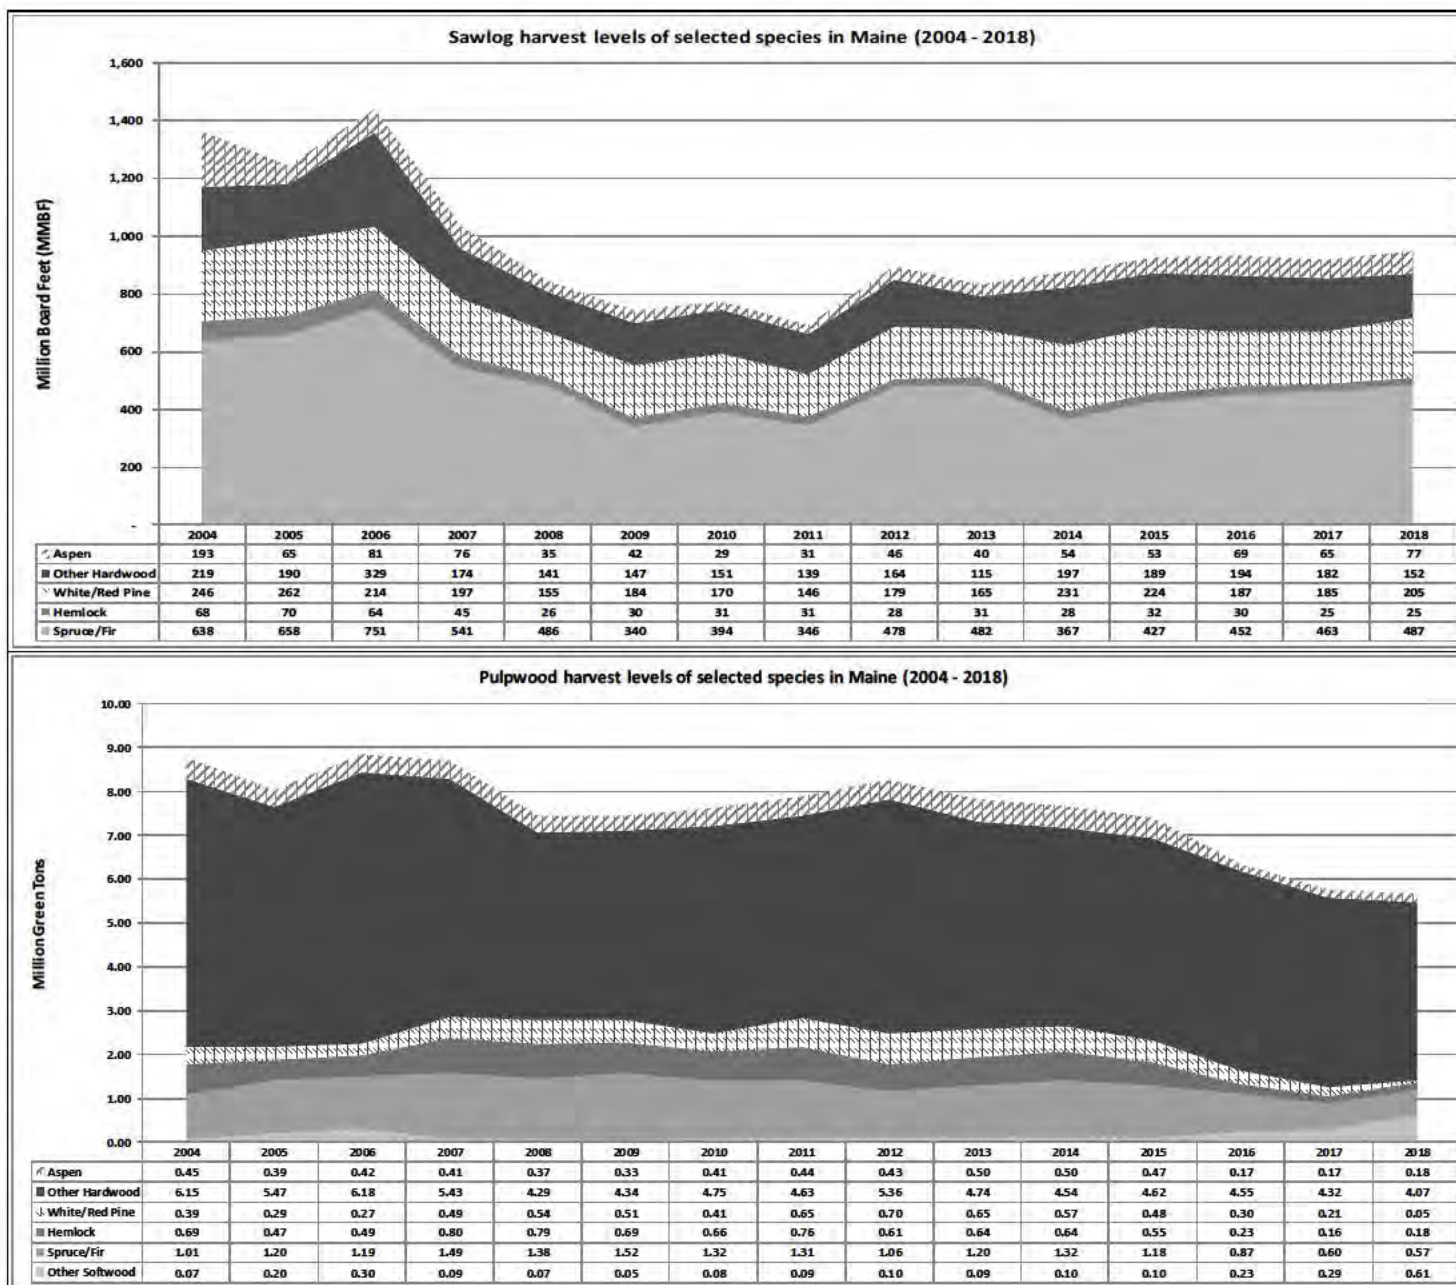 Sawlog harvest levels of selected species in Maine (2004 - 2018)
Million Board Feet (MMBF)
1,600
1,400
1,200
1,000
800
600
400
200
-
2004 2005 2006 2007 2008 2009 2010 2011 2012 2013 2014 2015 2016 2017 2018
Aspen 193 65 81 76 35 42 29 31 46 40 54 53 69 65 77
Other Hardwood 219 190 329 174 141 147 151 139 164 115 197 189 194 182 152
White/Red Pine 246 262 214 197 155 184 170 146 179 165 231 224 187 185 205
Hemlock 68 70 64 45 26 30 31 31 28 31 28 32 30 25 25
Spruce/Fir 638 658 751 541 486 340 394 346 478 482 367 427 452 463 487
Pulpwood harvest levels of selected species in Maine (2004 - 2018)
Million Green Tons
10.00
9.00
8.00
7.00
6.00
5.00
4.00
3.00
2.00
1.00
0.00
2004 2005 2006 2007 2008 2009 2010 2011 2012 2013 2014 2015 2016 2017 2018
Aspen 0.45 0.39 0.42 0.41 0.37 0.33 0.41 0.44 0.43 0.50 0.50 0.47 0.17 0.17 0.18
Other Hardwood 6.15 5.47 6.18 5.43 4.29 4.34 4.75 4.63 5.36 4.74 4.54 4.62 4.55 4.32 4.07
White/Red Pine 0.39 0.29 0.27 0.49 0.54 0.51 0.41 0.65 0.70 0.65 0.57 0.48 0.30 0.21 0.05
Hemlock 0.69 0.47 0.49 0.80 0.79 0.69 0.66 0.76 0.61 0.64 0.64 0.55 0.23 0.16 0.18
Spruce/Fir 1.01 1.20 1.19 1.49 1.38 1.52 1.32 1.31 1.06 1.20 1.32 1.18 0.87 0.60 0.57
Other Softwood 0.07 0.20 0.30 0.09 0.07 0.05 0.08 0.09 0.10 0.09 0.10 0.10 0.23 0.29 0.61